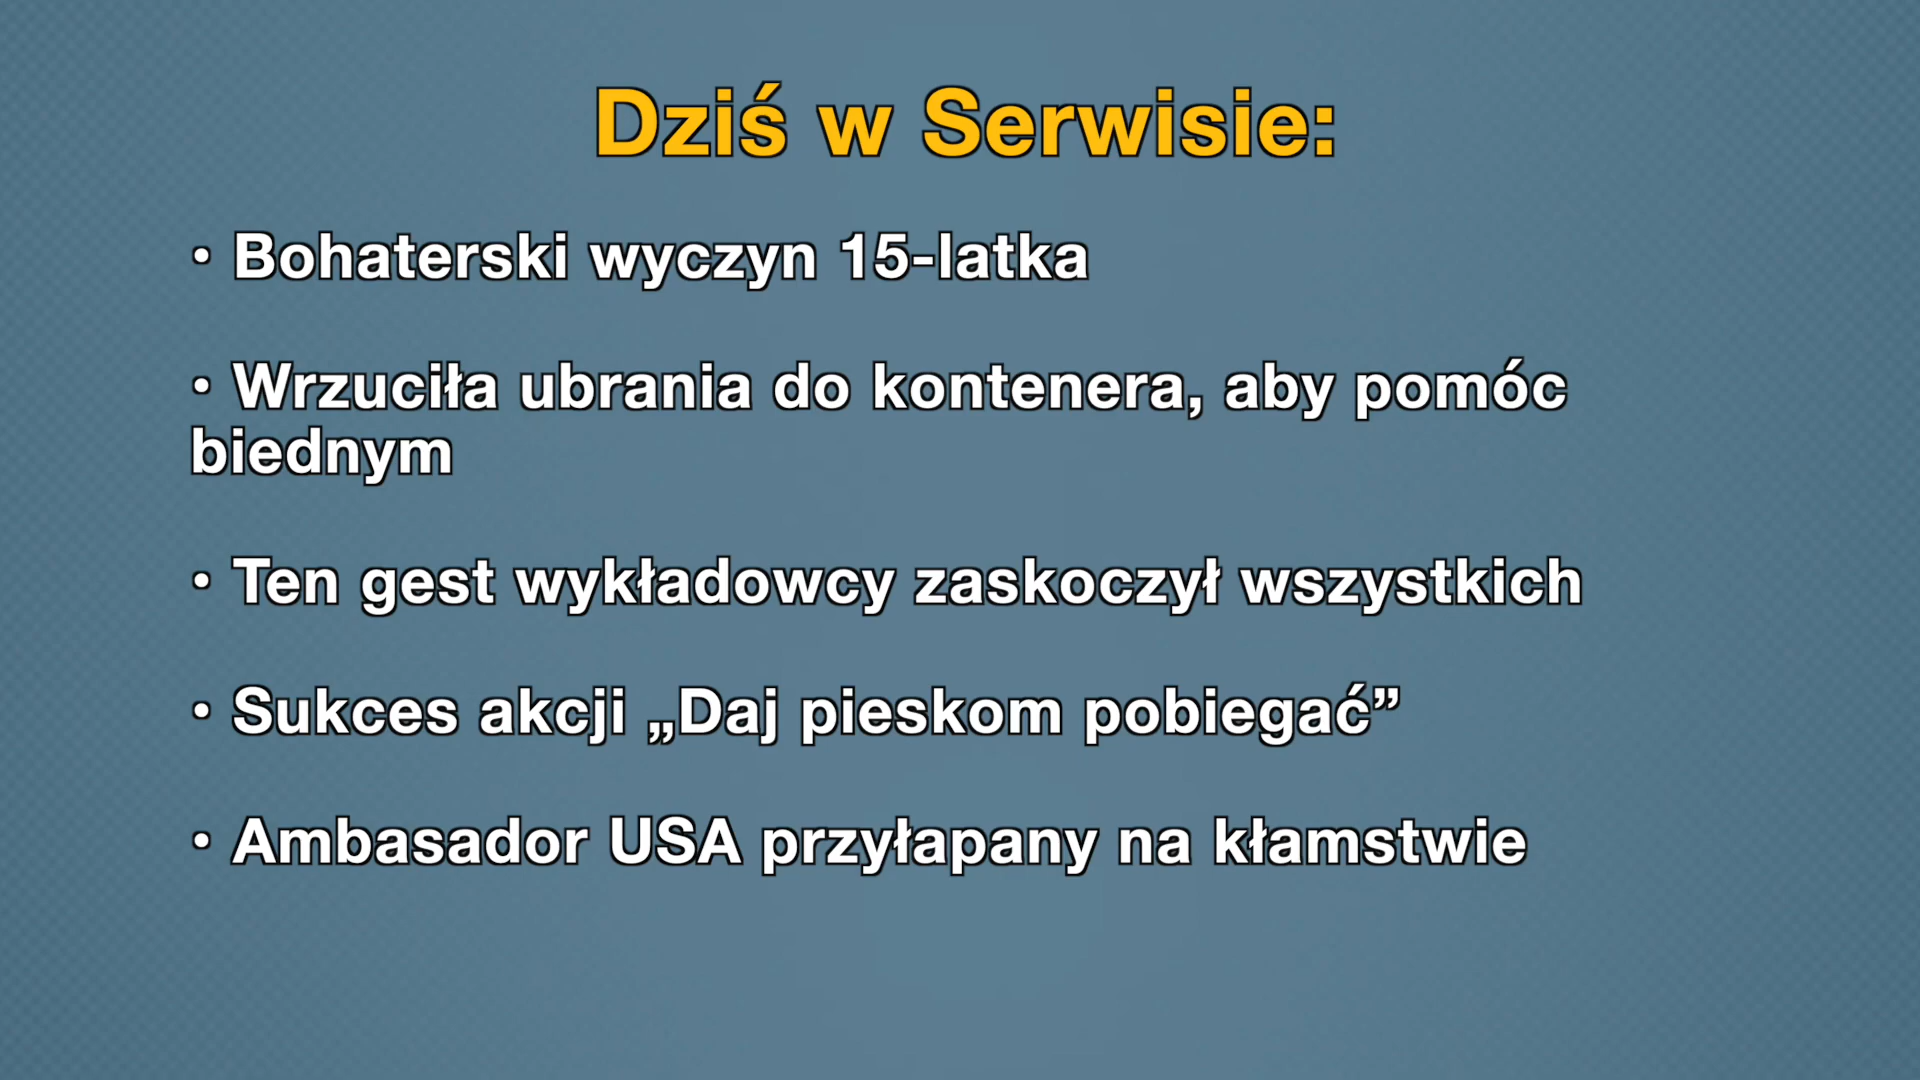 Dziś w Serwisie:
• Bohaterski wyczyn 15-latka
• Wrzuciła ubrania do kontenera, aby pomóc
biednym
• Ten gest wykładowcy zaskoczył wszystkich
• Sukces akcji „Daj pieskom pobiegać”
• Ambasador USA przyłapany na kłamstwie